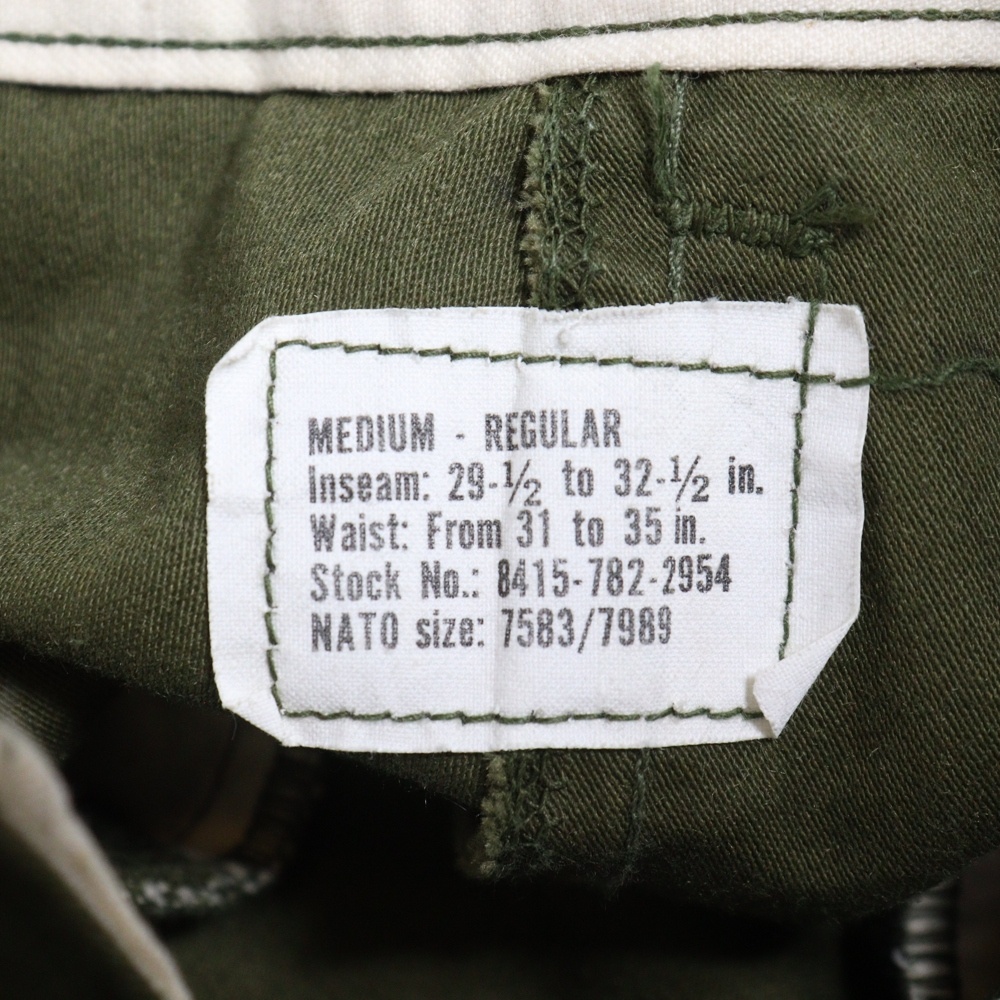 MEDIUM - REGULAR
Inseam: 29-½ to 32-½ in.
Waist: From 31 to 35 in.
Stock No.: 8415-782-2954
NATO size: 7583/7989